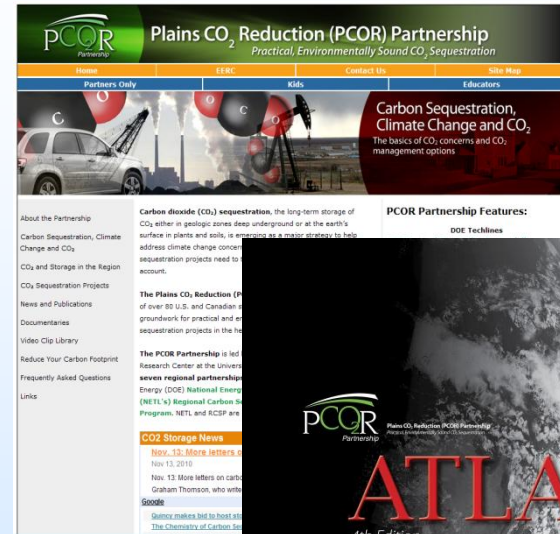 PCOR
Partnership
Plains CO₂ Reduction (PCOR) Partnership
Practical, Environmentally Sound CO₂ Sequestration
Home EERC Contact Us Site Map
Partners Only Kids Educators
C O C O
Carbon Sequestration,
Climate Change and CO₂
The basics of CO₂ concerns and CO₂
management options
About the Partnership
Carbon Sequestration, Climate
Change and CO₂
CO₂ and Storage in the Region
CO₂ Sequestration Projects
News and Publications
Documentaries
Video Clip Library
Reduce Your Carbon Footprint
Frequently Asked Questions
Links
Carbon dioxide (CO₂) sequestration, the long-term storage of
CO₂ either in geologic zones deep underground or at the earth's
surface in plants and soils, is emerging as a major strategy to help
address climate change concern
sequestration projects need to
account.
The Plains CO₂ Reduction (P
of over 80 U.S. and Canadian s
groundwork for practical and en
sequestration projects in the he
The PCOR Partnership is led
Research Center at the Univers
seven regional partnerships
Energy (DOE) National Energ
(NETL's) Regional Carbon Se
Program. NETL and RCSP are
CO2 Storage News
Nov. 13: More letters o
Nov 13, 2010
Nov. 13: More letters on carbo
Graham Thomson, who write
Google
Quincy makes bid to host sto
The Chemistry of Carbon Seq
PCOR Partnership Features:
DOE Techlines
PCOR
Partnership
Plains CO₂ Reduction (PCOR) Partnership
Practical, Environmentally Sound CO₂ Sequestration
ATLA
4th Edition